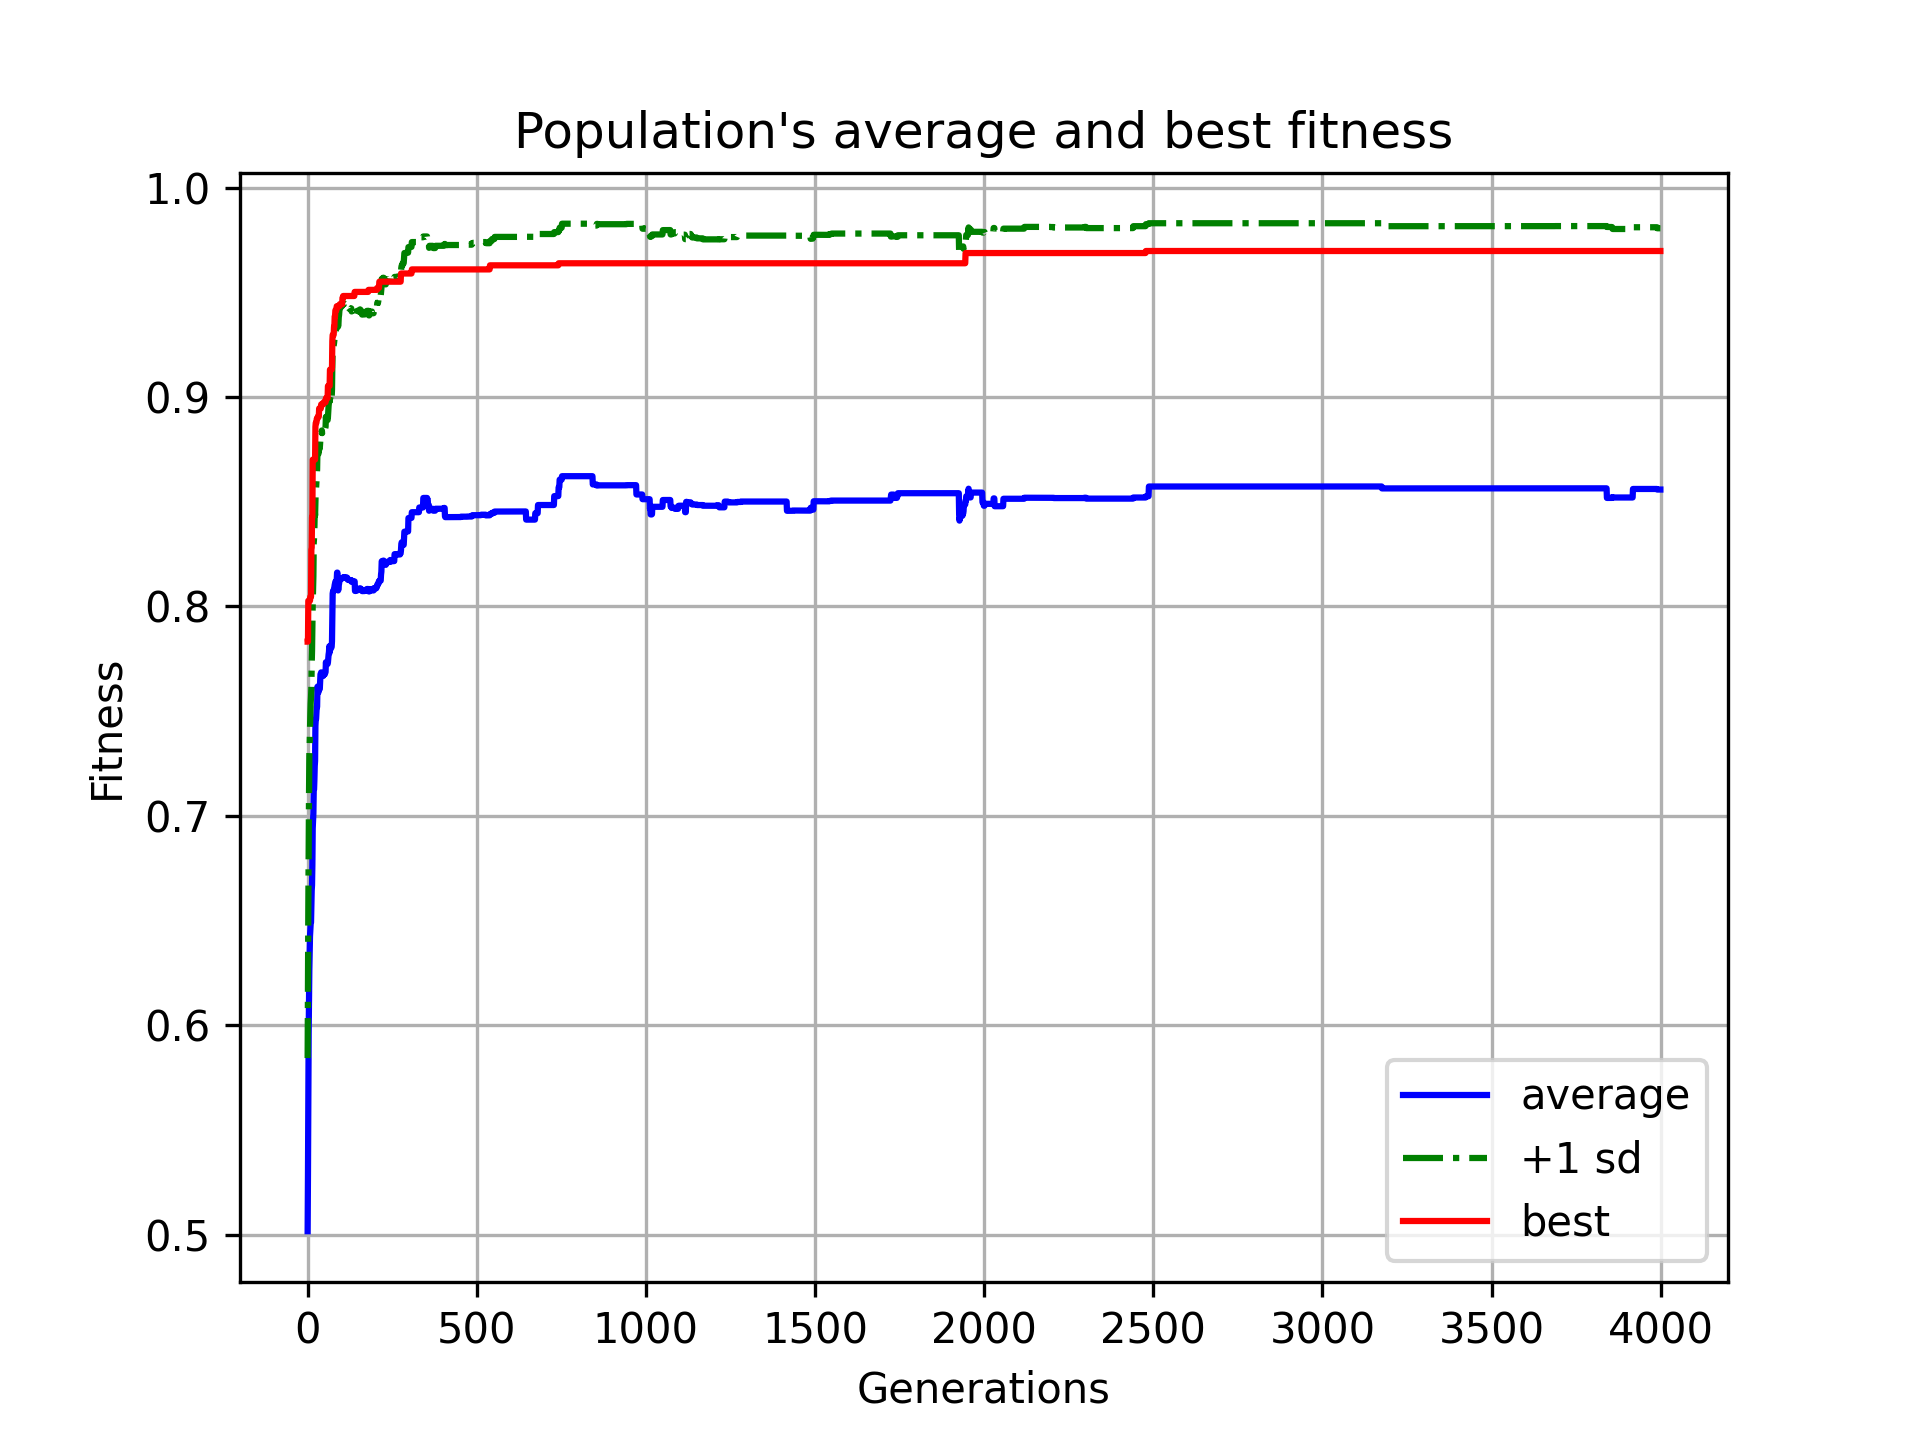 Population's average and best fitness
1.0
0.9
0.8
0.7
0.6
0.5
Fitness
average
+1 sd
best
0 500 1000 1500 2000 2500 3000 3500 4000
Generations